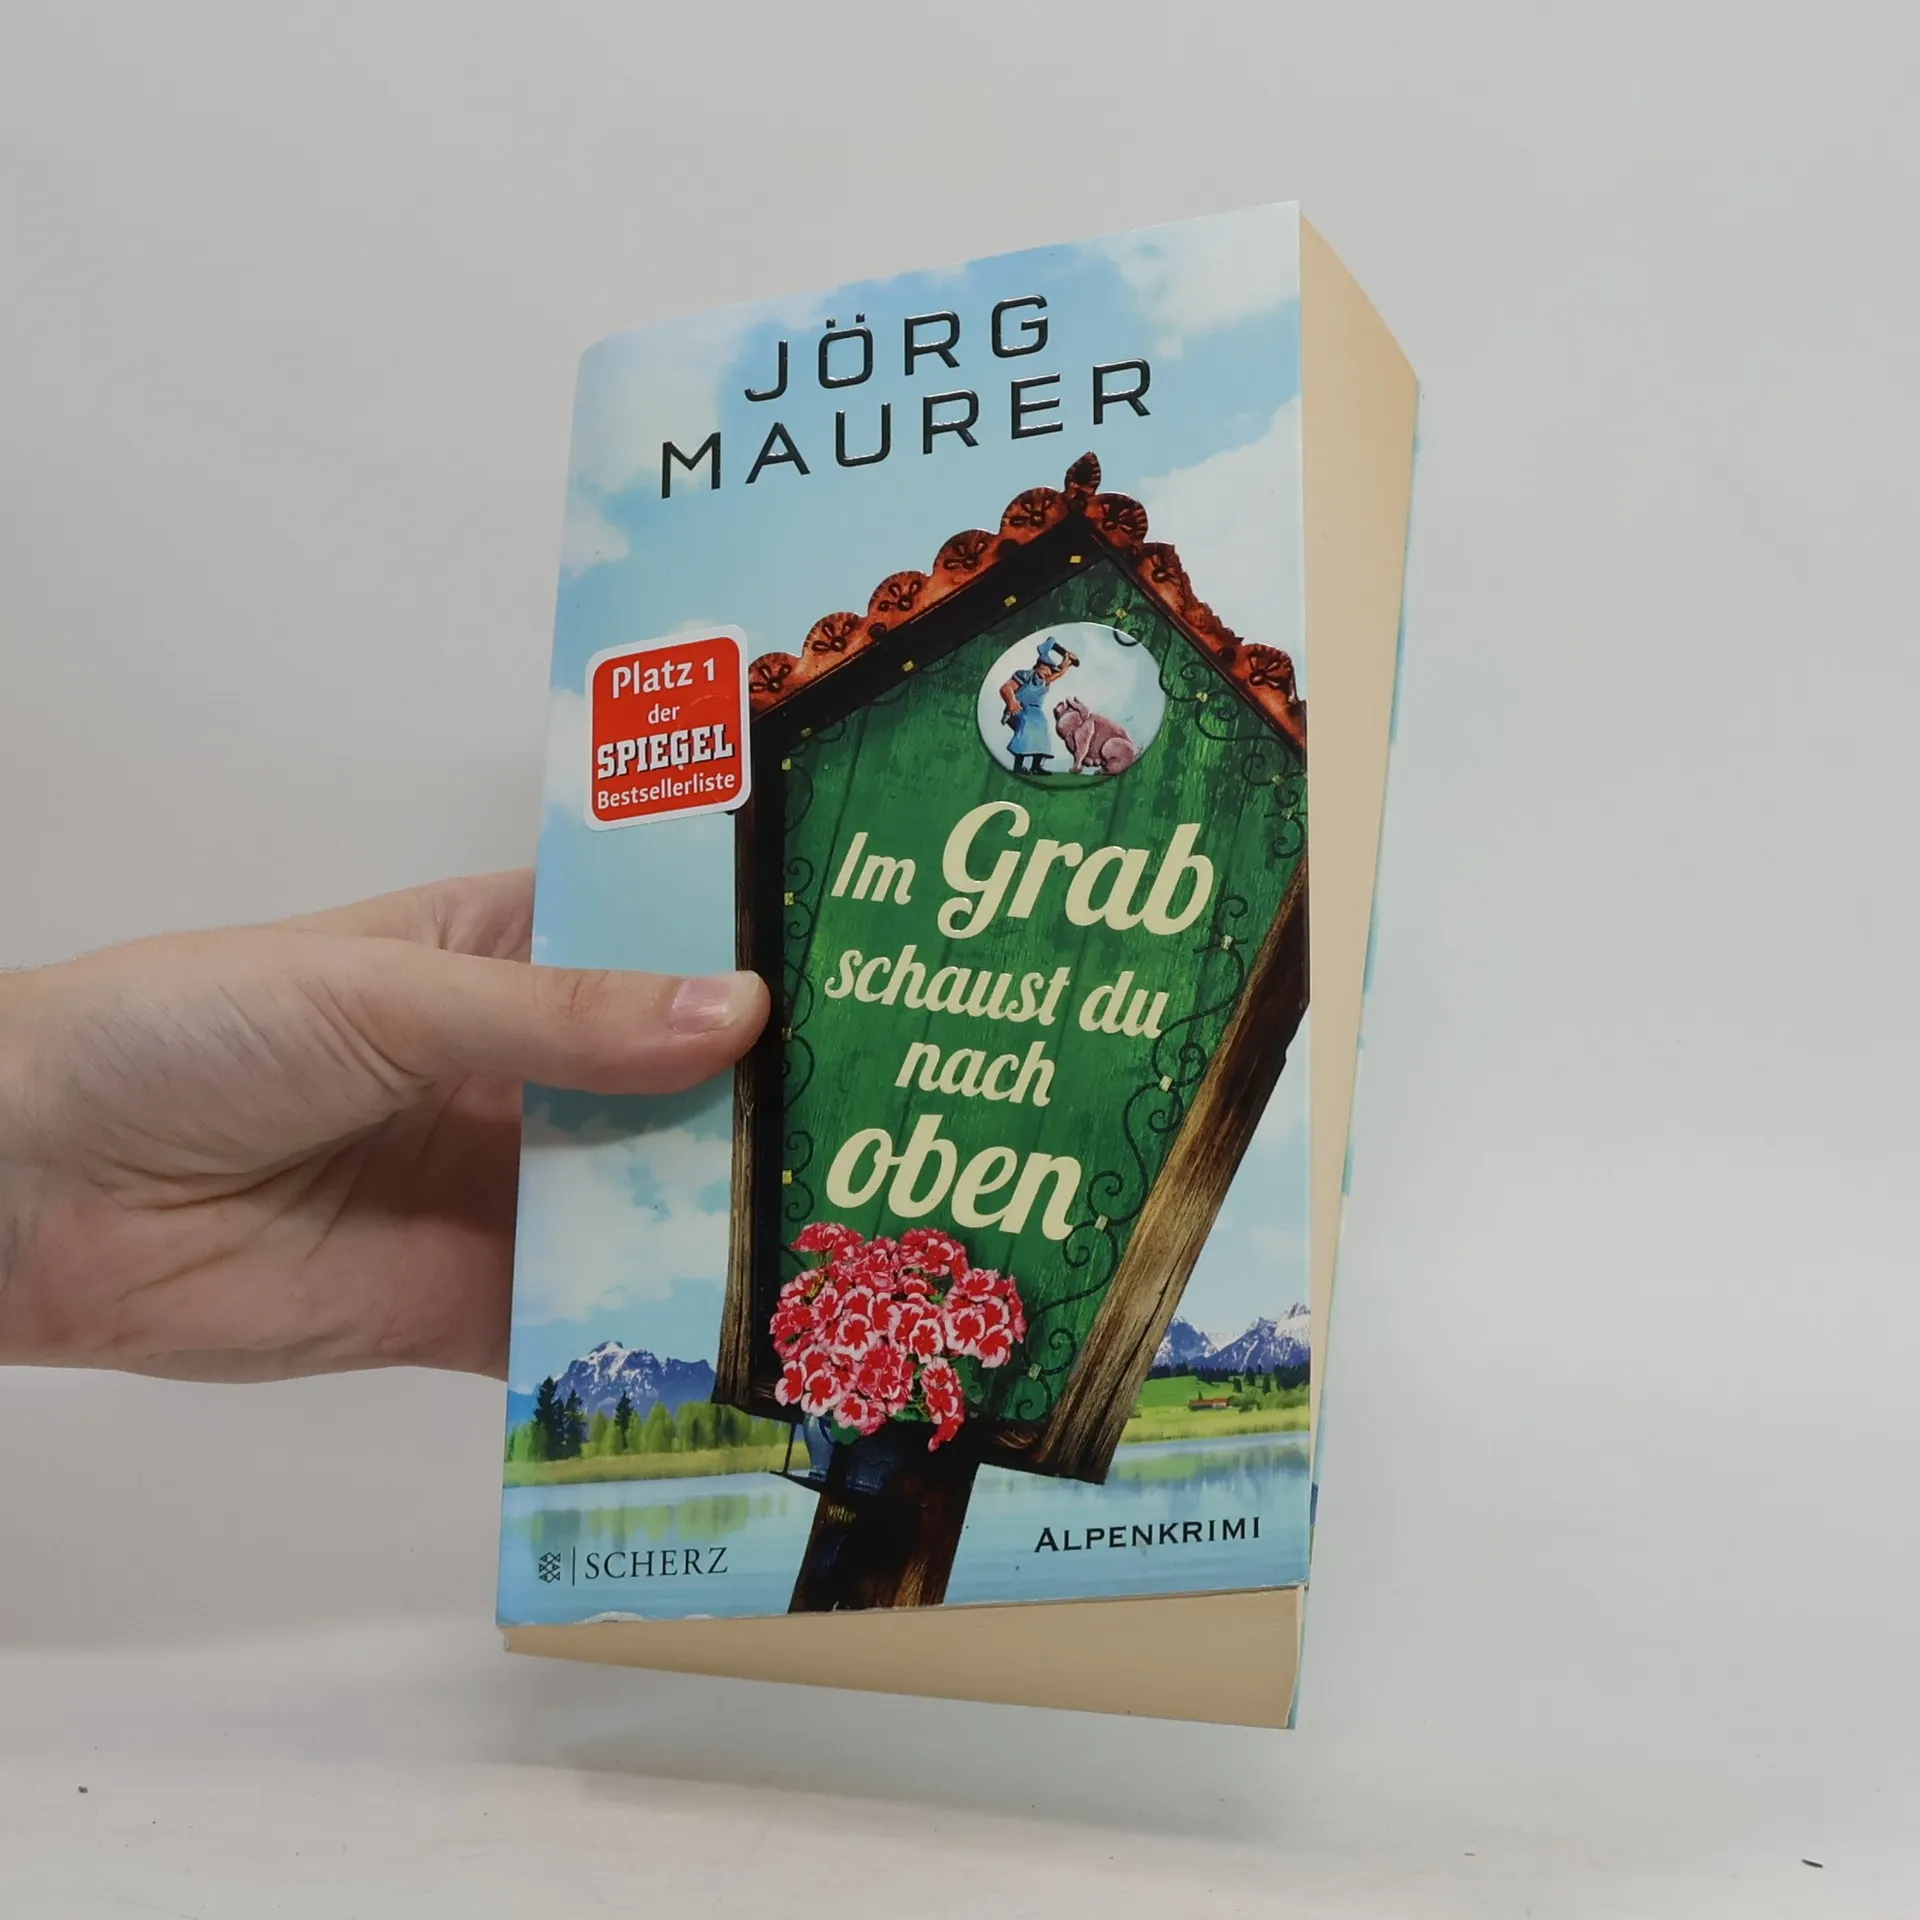 JÖRG
MAURER
Platz 1
der
SPIEGEL
Bestsellerliste
Im Grab
schaust du
nach
oben
ALPENKRIMI
SCHERZ